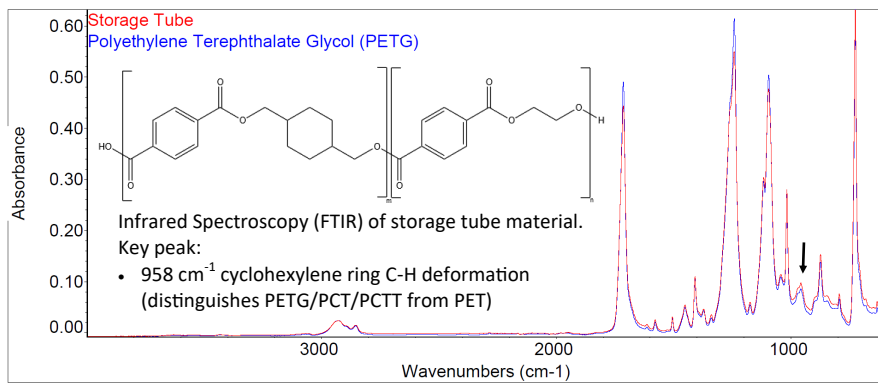 Storage Tube
Polyethylene Terephthalate Glycol (PETG)
0.60
0.50
0.40
0.30
0.20
0.10
0.00
Absorbance
O
O
O
O
HO
O
O
m
O
O
O
O
H
n
Infrared Spectroscopy (FTIR) of storage tube material.
Key peak:
• 958 cm⁻¹ cyclohexylene ring C-H deformation
(distinguishes PETG/PCT/PCTT from PET)
3000
2000
1000
Wavenumbers (cm-1)